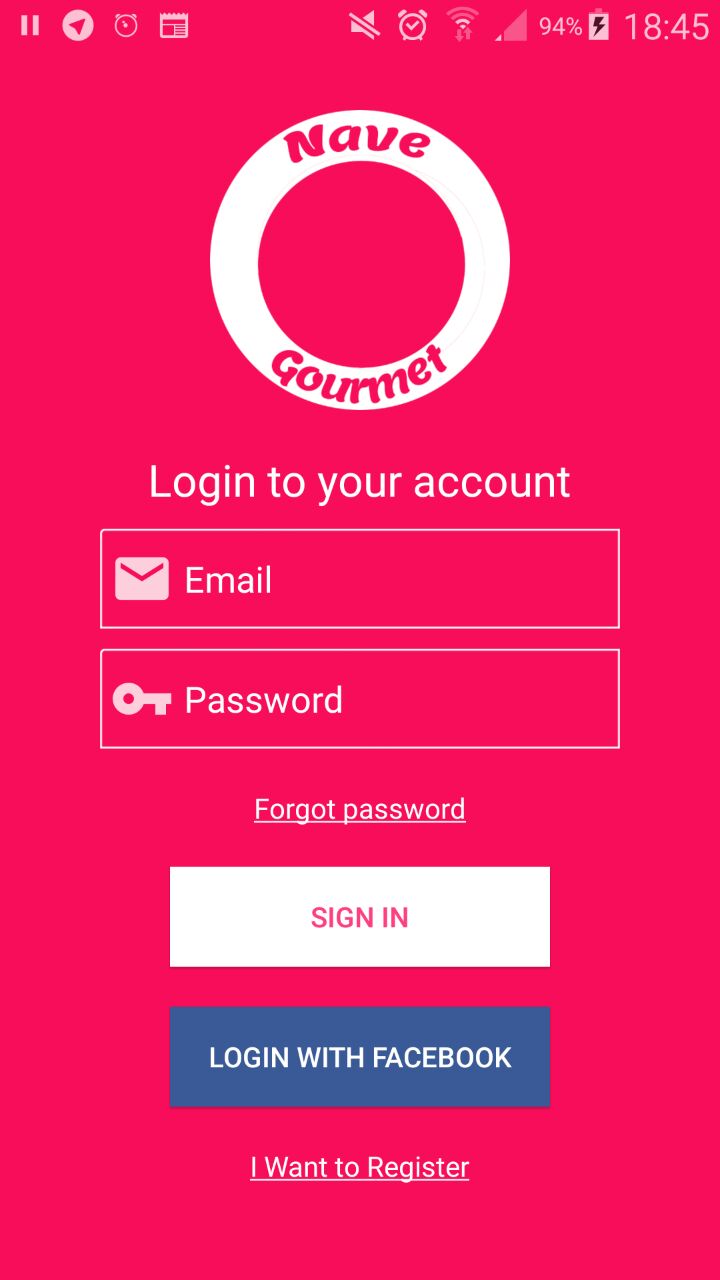 94% 18:45
Nave
Gourmet
Login to your account
Email
Password
Forgot password
SIGN IN
LOGIN WITH FACEBOOK
I Want to Register